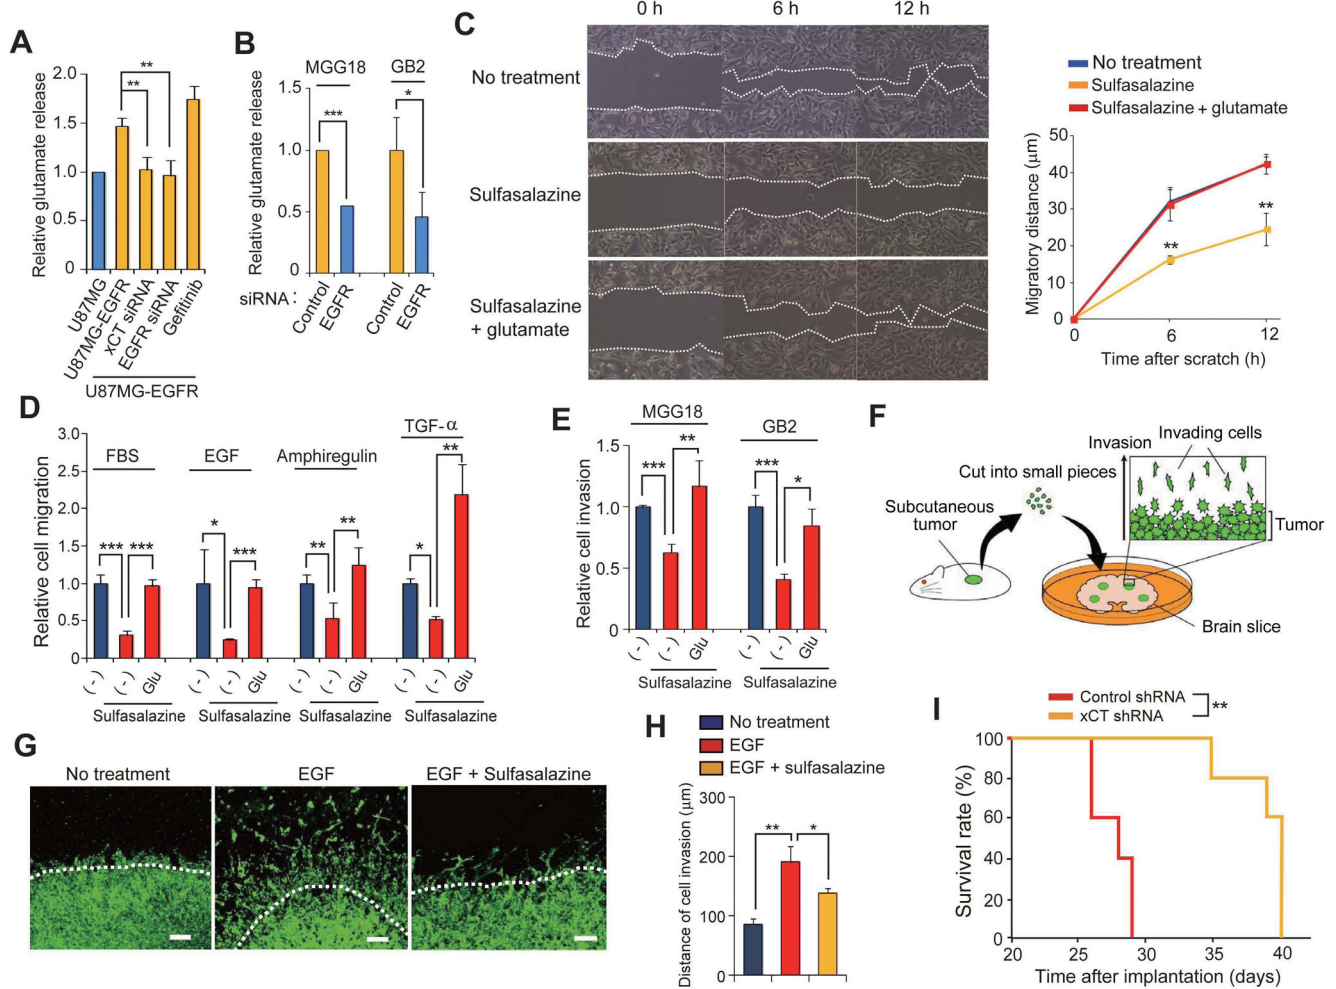 A
Relative glutamate release
2.0
1.5
1.0
0.5
0
**
**
U87MG
U87MG-EGFR
xCT siRNA
EGFR siRNA
Gefitinib
U87MG-EGFR
B
Relative glutamate release
MGG18
GB2
1.5
1.0
0.5
0
***
*
siRNA :
Control
EGFR
Control
EGFR
C
0 h
6 h
12 h
No treatment
Sulfasalazine
Sulfasalazine
+ glutamate
No treatment
Sulfasalazine
Sulfasalazine + glutamate
Migratory distance (μm)
50
40
30
20
10
0
**
**
0
6
12
Time after scratch (h)
D
Relative cell migration
3.0
2.5
2.0
1.5
1.0
0.5
0
FBS
EGF
Amphiregulin
TGF-α
***
***
*
***
**
**
*
**
(-)
(-)
Glu
(-)
(-)
Glu
(-)
(-)
Glu
(-)
(-)
Glu
Sulfasalazine
Sulfasalazine
Sulfasalazine
Sulfasalazine
E
Relative cell invasion
MGG18
GB2
1.5
1.0
0.5
0
***
**
***
*
(-)
(-)
Glu
(-)
(-)
Glu
Sulfasalazine
Sulfasalazine
F
Invasion
Invading cells
Cut into small pieces
Subcutaneous
tumor
Tumor
Brain slice
G
No treatment
EGF
EGF + Sulfasalazine
H
No treatment
EGF
EGF + sulfasalazine
Distance of cell invasion (μm)
300
200
100
0
**
*
I
Control shRNA
xCT shRNA
**
Survival rate (%)
100
80
60
40
20
0
20
25
30
35
40
Time after implantation (days)